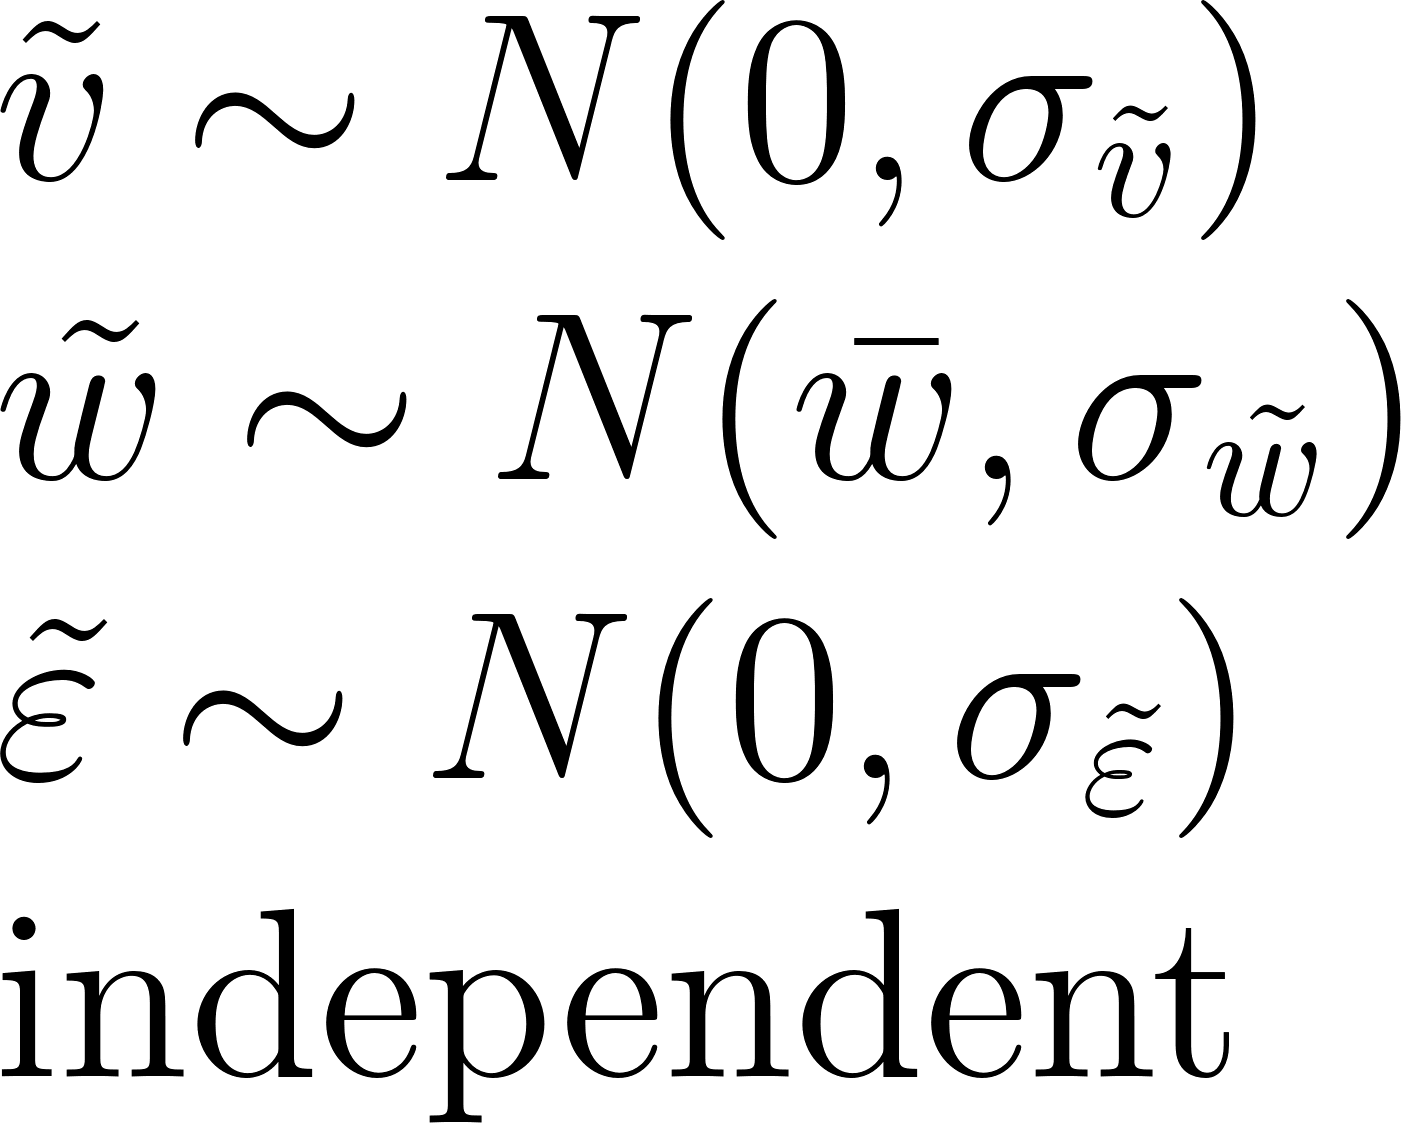 ṽ ∼ N(0, σ_ṽ)
w̃ ∼ N(w̄, σ_w̃)
ε̃ ∼ N(0, σ_ε̃)
independent